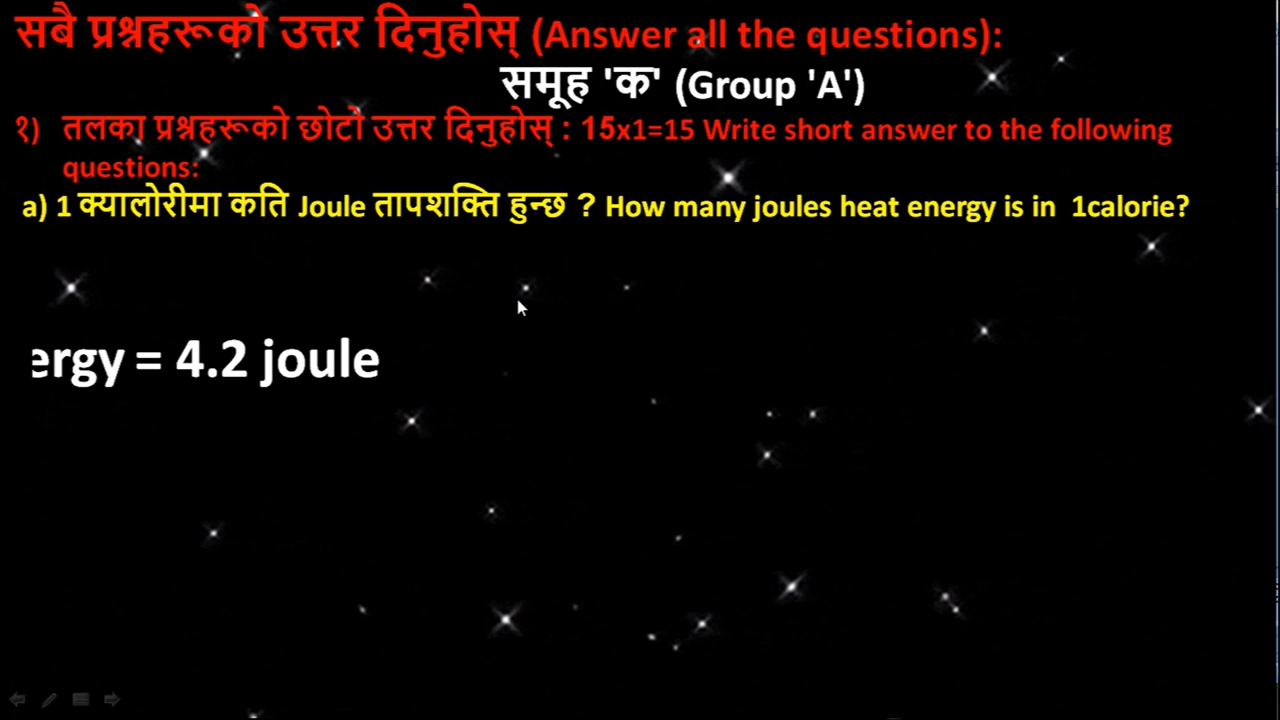 सबै प्रश्नहरूको उत्तर दिनुहोस् (Answer all the questions):
समूह 'क' (Group 'A')
१) तलका प्रश्नहरूको छोटो उत्तर दिनुहोस् : 15x1=15 Write short answer to the following
questions:
a) 1 क्यालोरीमा कति Joule तापशक्ति हुन्छ ? How many joules heat energy is in 1calorie?
ergy = 4.2 joule